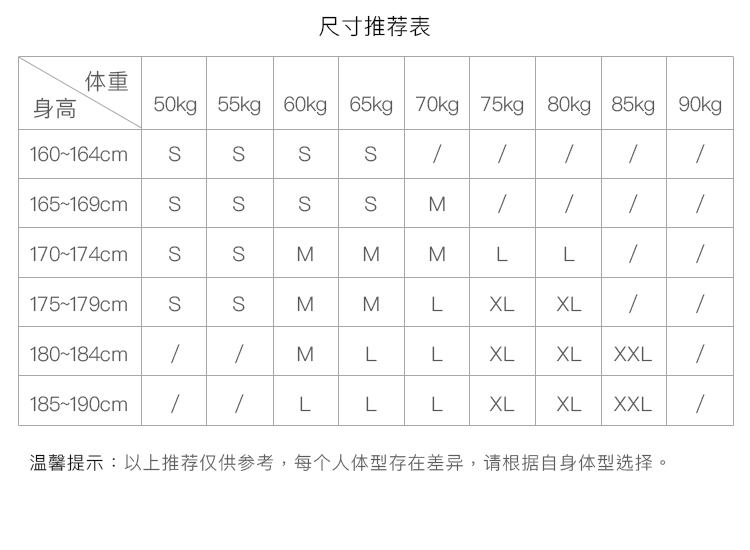 尺寸推荐表
体重
身高 50kg 55kg 60kg 65kg 70kg 75kg 80kg 85kg 90kg
160~164cm S S S S / / / / /
165~169cm S S S S M / / / /
170~174cm S S M M M L L / /
175~179cm S S M M L XL XL / /
180~184cm / / M L L XL XL XXL /
185~190cm / / L L L XL XL XXL /
温馨提示：以上推荐仅供参考，每个人体型存在差异，请根据自身体型选择。